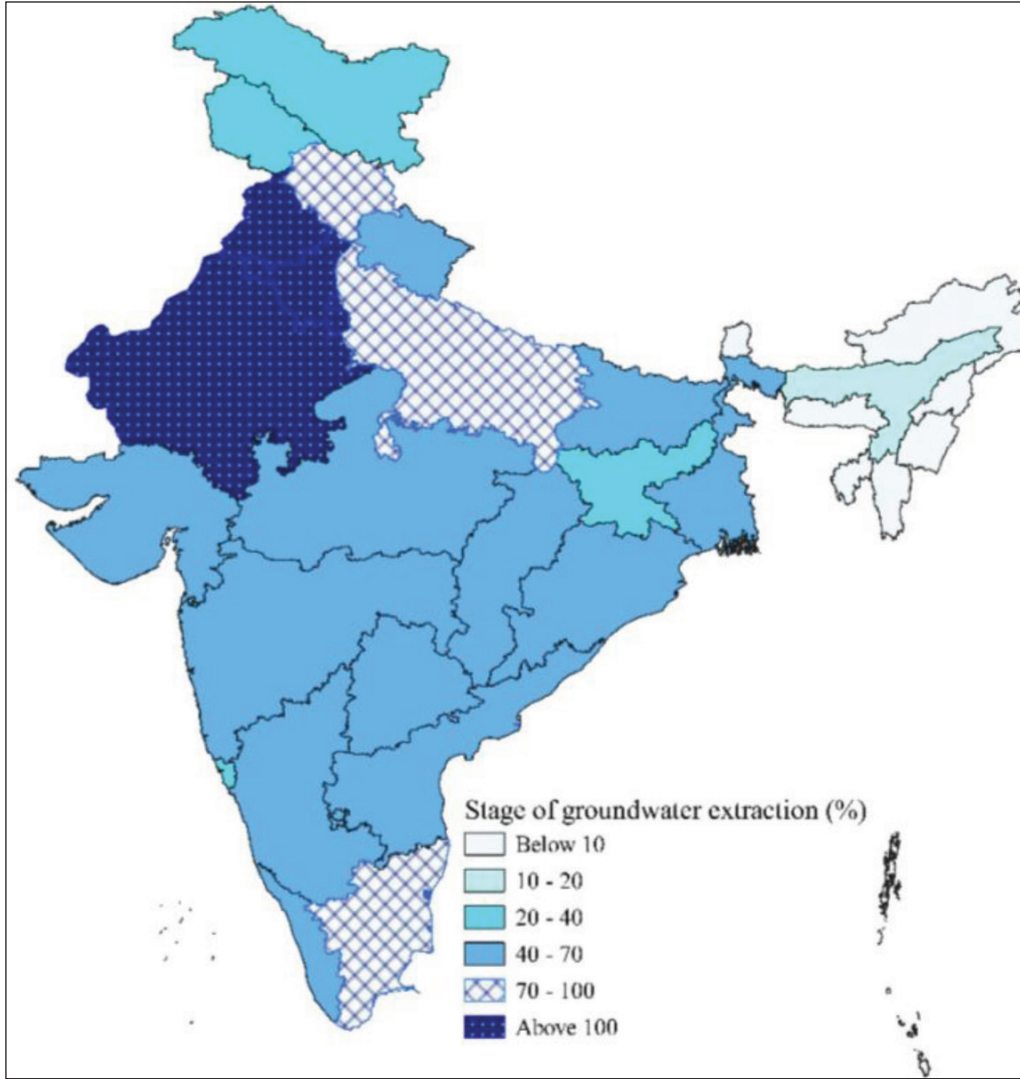 Stage of groundwater extraction (%)
Below 10
10 - 20
20 - 40
40 - 70
70 - 100
Above 100